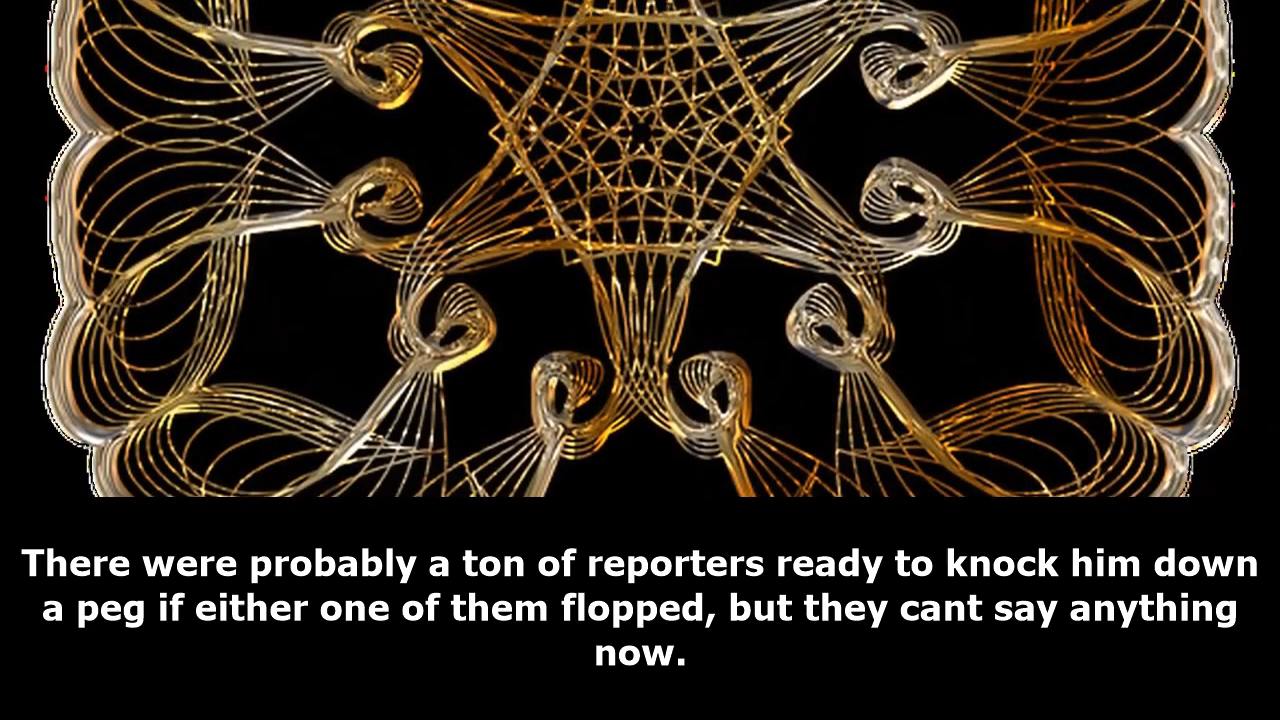 There were probably a ton of reporters ready to knock him down
a peg if either one of them flopped, but they cant say anything
now.